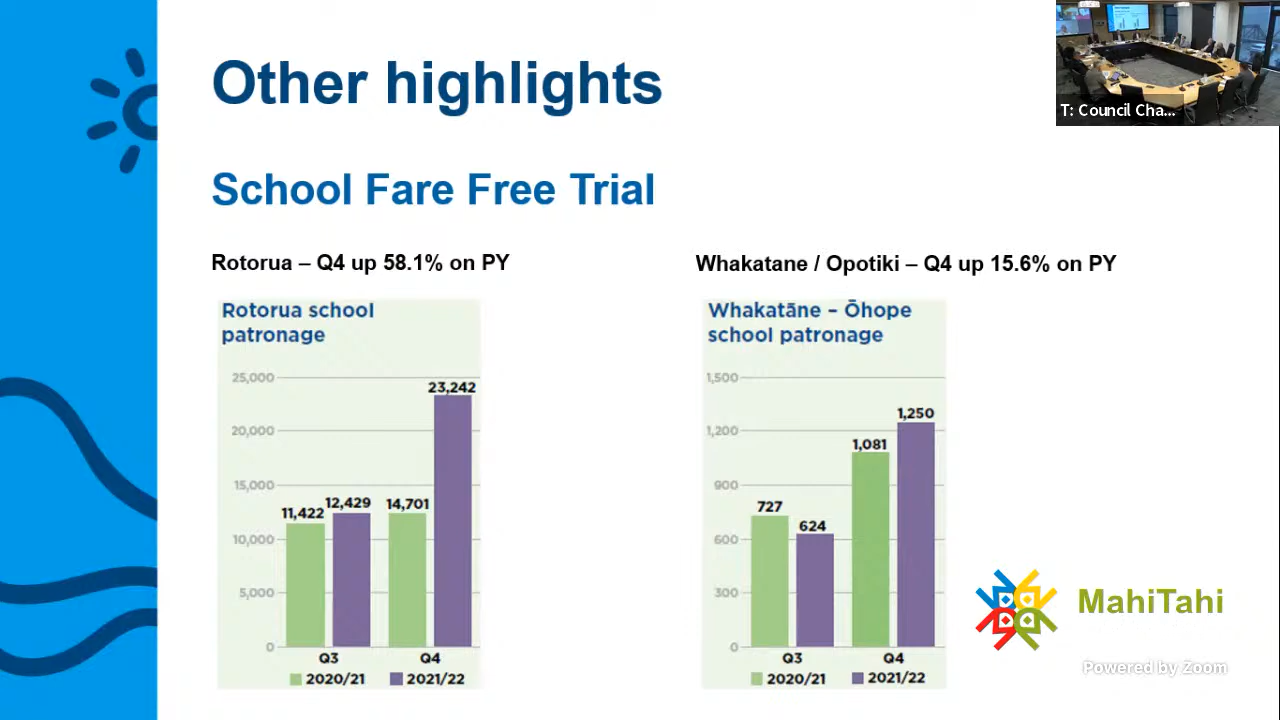 Other highlights
T: Council Cha...
School Fare Free Trial
Rotorua – Q4 up 58.1% on PY
Whakatane / Opotiki – Q4 up 15.6% on PY
Rotorua school
patronage
25,000
20,000
15,000
10,000
5,000
0
11,422
12,429
14,701
23,242
Q3
Q4
2020/21
2021/22
Whakatāne – Ōhope
school patronage
1,500
1,200
900
600
300
0
727
624
1,081
1,250
Q3
Q4
2020/21
2021/22
MahiTahi
Powered by Zoom